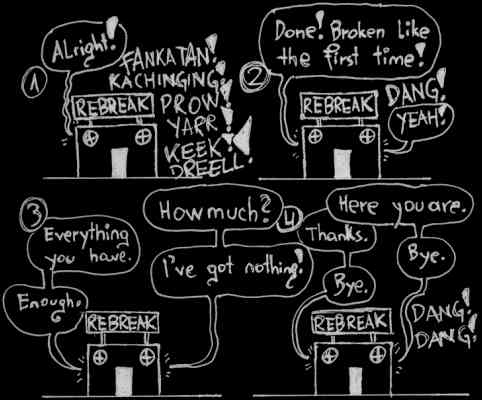 1
Alright!
FANKATAN!
KACHINGING!
PROW!
YARR!
KEEK!
DREELL!
REBREAK
2
Done! Broken like
the first time!
DANG!
YEAH!
REBREAK
3
Everything
you have.
Enough.
How much?
I've got nothing!
REBREAK
4
Here you are.
Thanks.
Bye.
Bye.
DANG!
DANG!
REBREAK